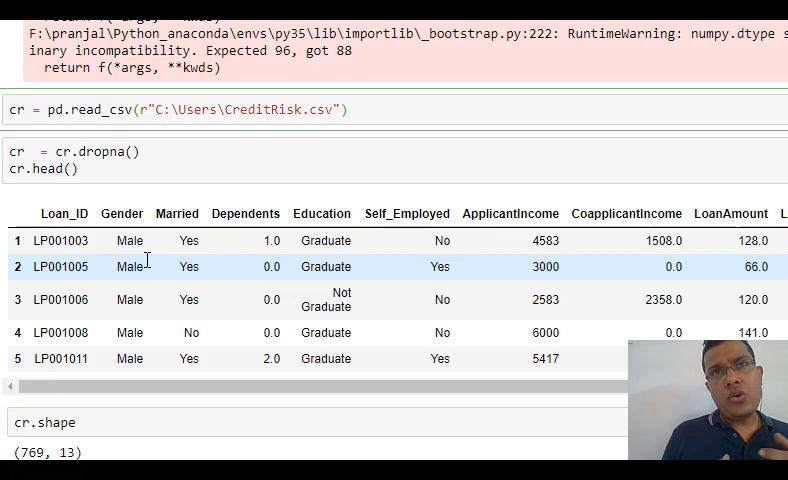 return f(*args, **kwds)
F:\pranjal\Python_anaconda\envs\py35\lib\importlib\_bootstrap.py:222: RuntimeWarning: numpy.dtype s
inary incompatibility. Expected 96, got 88
return f(*args, **kwds)
cr = pd.read_csv(r"C:\Users\CreditRisk.csv")
cr  = cr.dropna()
cr.head()
Loan_ID Gender Married Dependents Education Self_Employed ApplicantIncome CoapplicantIncome LoanAmount L
1 LP001003 Male Yes 1.0 Graduate No 4583 1508.0 128.0
2 LP001005 Male Yes 0.0 Graduate Yes 3000 0.0 66.0
3 LP001006 Male Yes 0.0 Not Graduate No 2583 2358.0 120.0
4 LP001008 Male No 0.0 Graduate No 6000 0.0 141.0
5 LP001011 Male Yes 2.0 Graduate Yes 5417
cr.shape
(769, 13)